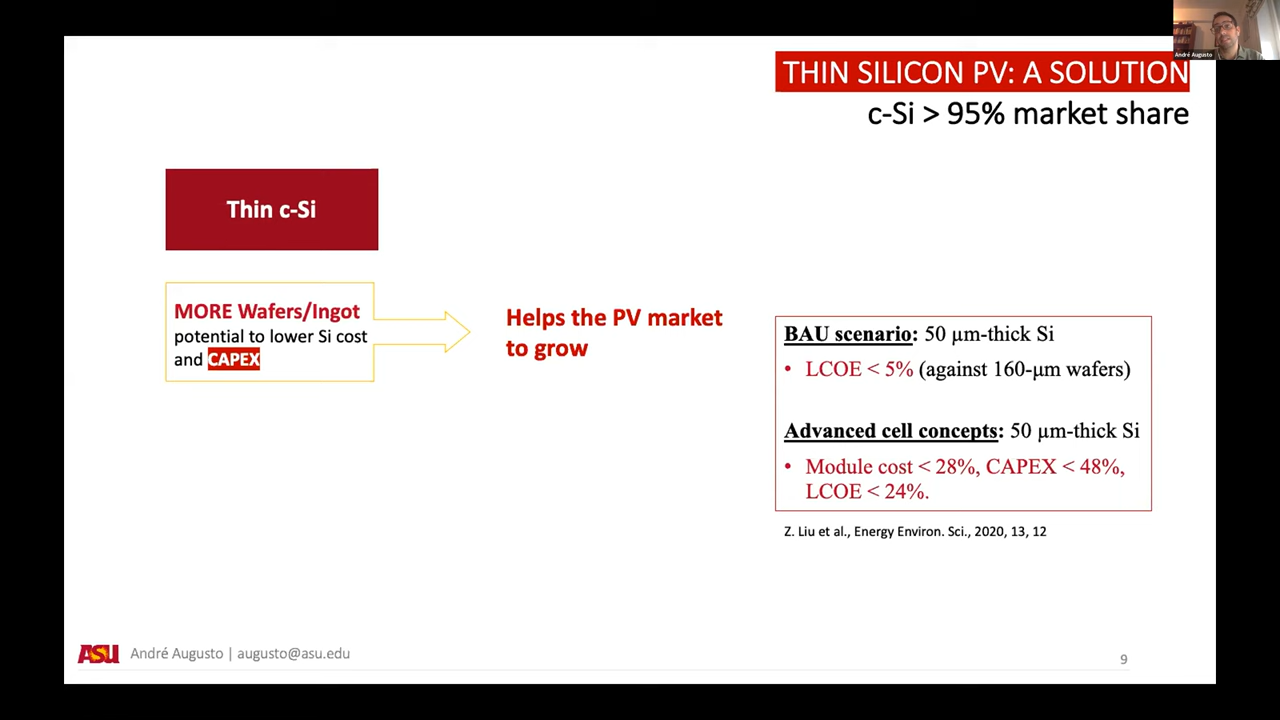 André Augusto
THIN SILICON PV: A SOLUTION
c-Si > 95% market share
Thin c-Si
MORE Wafers/Ingot
potential to lower Si cost
and CAPEX
Helps the PV market
to grow
BAU scenario: 50 µm-thick Si
• LCOE < 5% (against 160-µm wafers)
Advanced cell concepts: 50 µm-thick Si
• Module cost < 28%, CAPEX < 48%,
LCOE < 24%.
Z. Liu et al., Energy Environ. Sci., 2020, 13, 12
ASU André Augusto | augusto@asu.edu
9